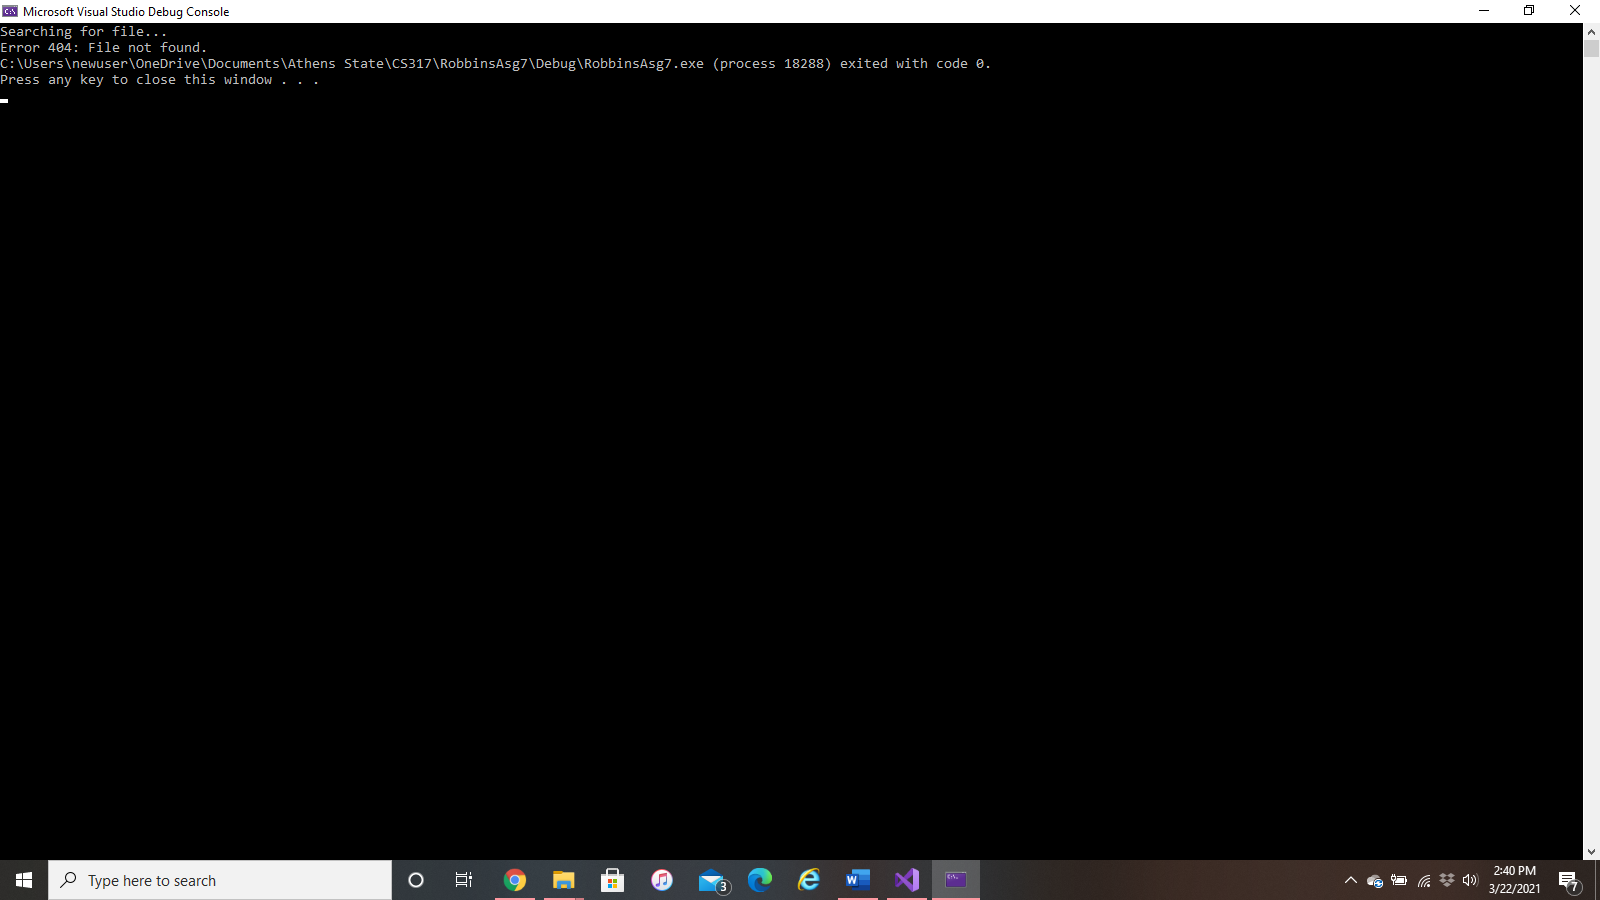 Microsoft Visual Studio Debug Console
Searching for file...
Error 404: File not found.
C:\Users\newuser\OneDrive\Documents\Athens State\CS317\RobbinsAsg7\Debug\RobbinsAsg7.exe (process 18288) exited with code 0.
Press any key to close this window . . .
Type here to search
3
2:40 PM
3/22/2021
7